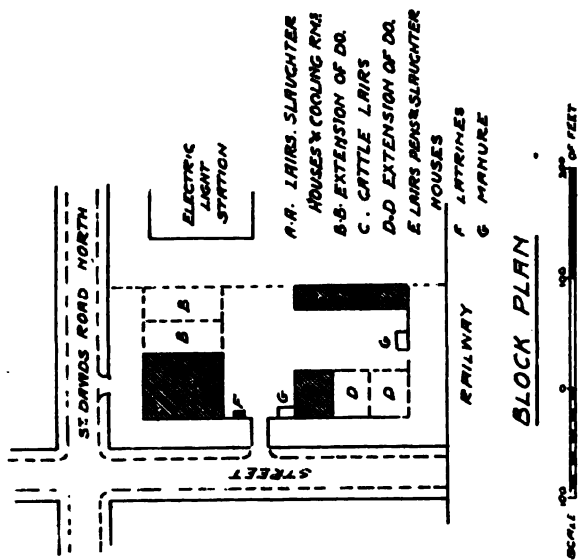 ST. DAVIDS ROAD NORTH
STREET
ELECTRIC
LIGHT
STATION
B
B
F
G
D
D
G
A.A. LAIRS. SLAUGHTER
HOUSES & COOLING RMS
B.B. EXTENSION OF DO.
C. CATTLE LAIRS
D.D EXTENSION OF DO.
E LAIRS PENS & SLAUGHTER
HOUSES
F LATRINES
G MANURE
RAILWAY
BLOCK PLAN
SCALE 100 0 100 200 OF FEET